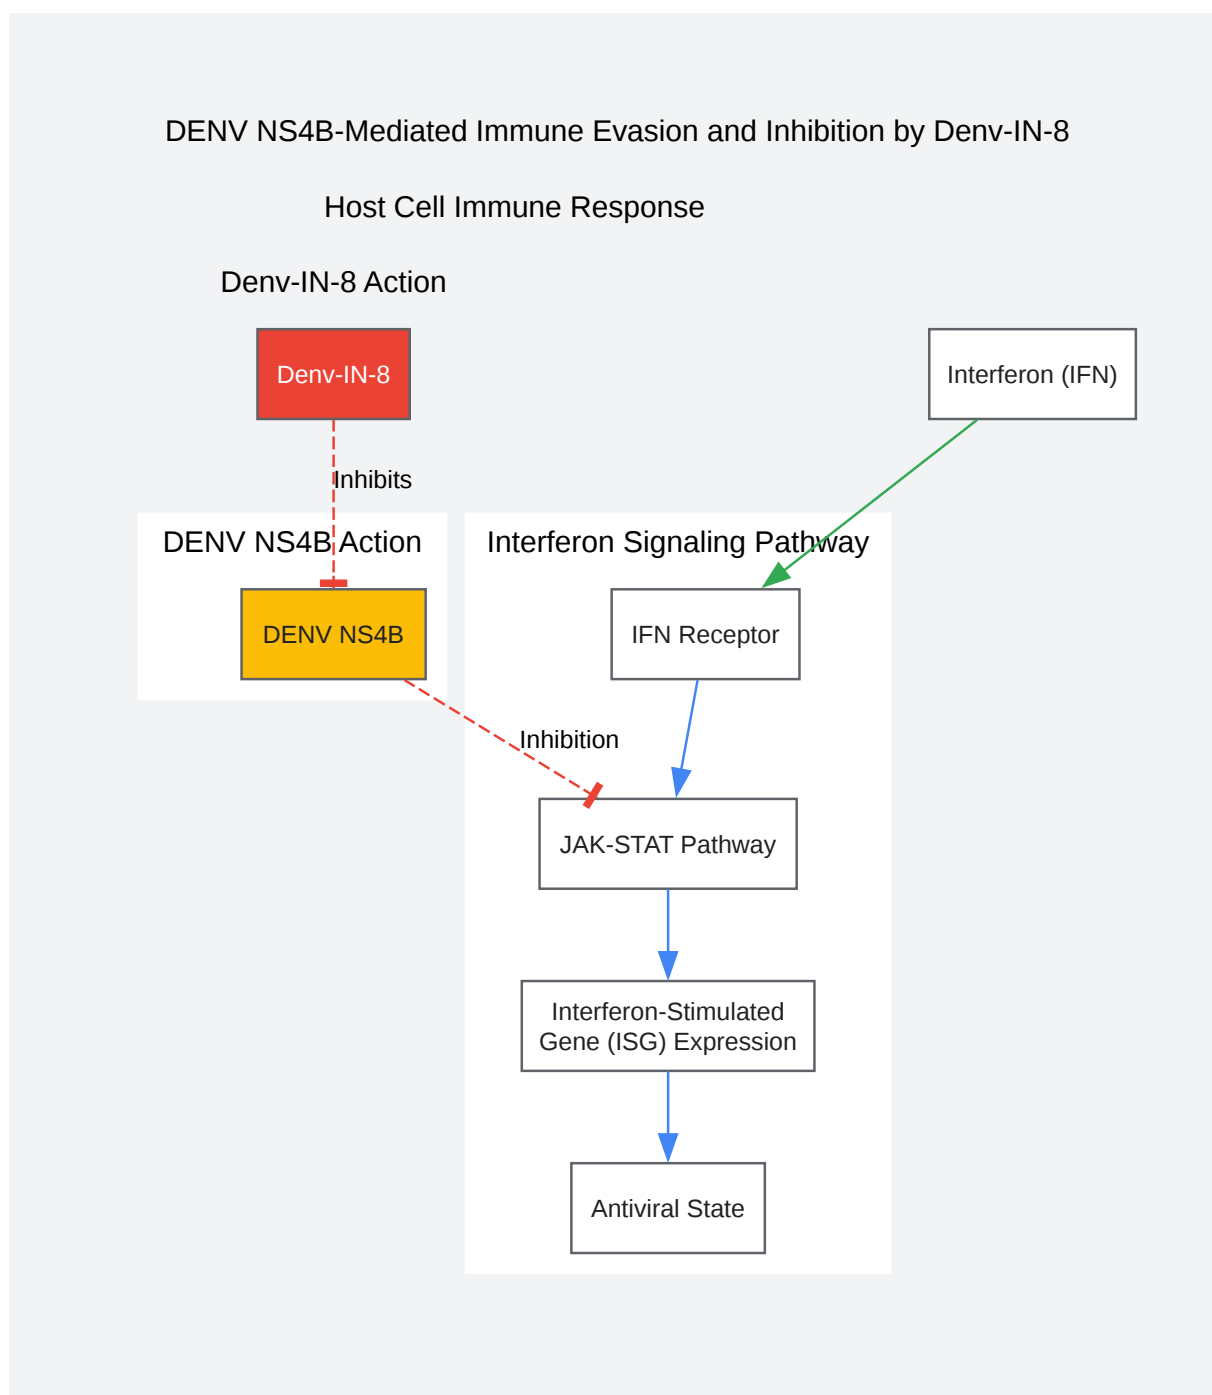 DENV NS4B-Mediated Immune Evasion and Inhibition by Denv-IN-8
Host Cell Immune Response
Denv-IN-8 Action
Denv-IN-8
Interferon (IFN)
Inhibits
DENV NS4B Action
Interferon Signaling Pathway
DENV NS4B
IFN Receptor
Inhibition
JAK-STAT Pathway
Interferon-Stimulated
Gene (ISG) Expression
Antiviral State